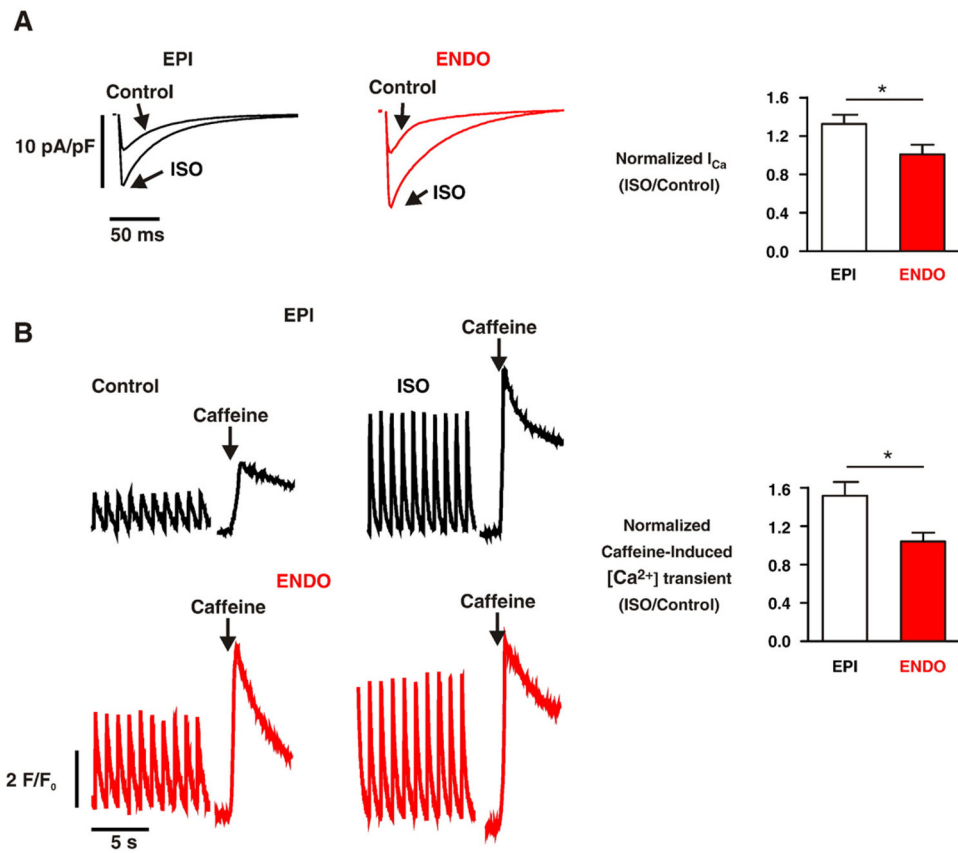 A
EPI
Control
10 pA/pF
ISO
50 ms
ENDO
Control
ISO
Normalized I_Ca
(ISO/Control)
1.6
1.2
0.8
0.4
0.0
*
EPI
ENDO
B
EPI
Control
Caffeine
ISO
Caffeine
ENDO
Caffeine
Caffeine
2 F/F₀
5 s
Normalized
Caffeine-Induced
[Ca²⁺] transient
(ISO/Control)
1.6
1.2
0.8
0.4
0.0
*
EPI
ENDO